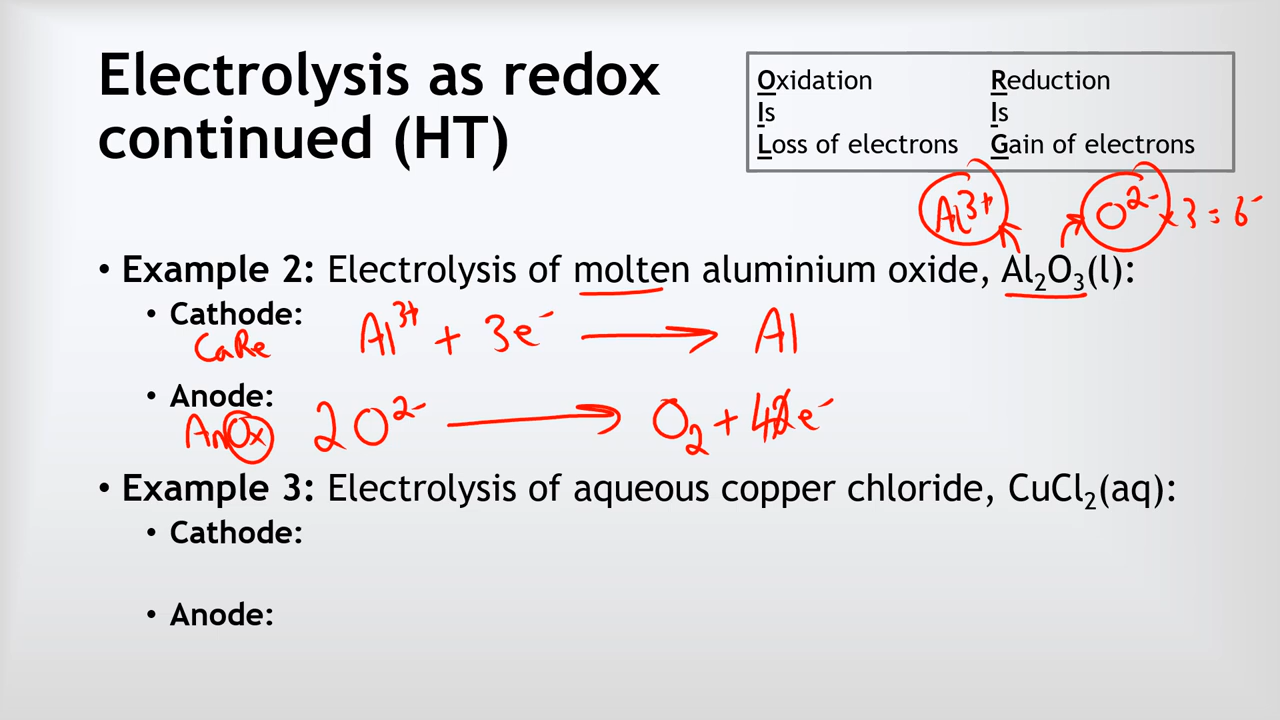 Electrolysis as redox
continued (HT)
Oxidation Reduction
Is Is
Loss of electrons Gain of electrons
Al³⁺ O²⁻ × 3 = 6⁻
• Example 2: Electrolysis of molten aluminium oxide, Al₂O₃(l):
• Cathode:
CaRe Al³⁺ + 3e⁻ → Al
• Anode:
AnOx 2O²⁻ → O₂ + 4e⁻
• Example 3: Electrolysis of aqueous copper chloride, CuCl₂(aq):
• Cathode:
• Anode: